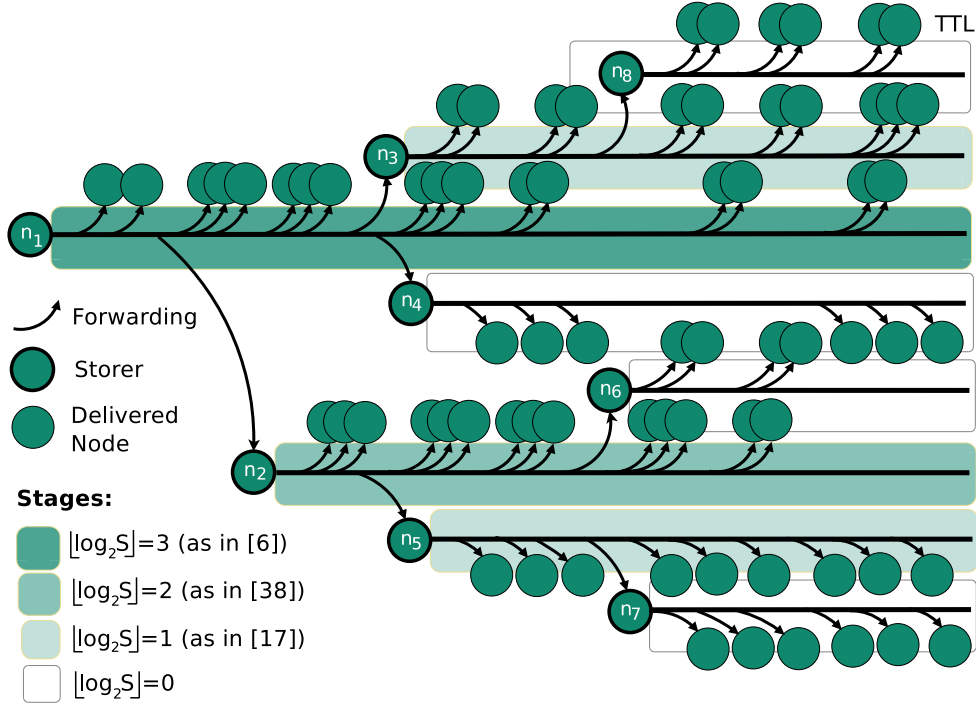 TTL
n8
n3
n1
n4
Forwarding
Storer
n6
Delivered
Node
n2
Stages:
n5
⌊log2S⌋=3 (as in [6])
⌊log2S⌋=2 (as in [38])
n7
⌊log2S⌋=1 (as in [17])
⌊log2S⌋=0